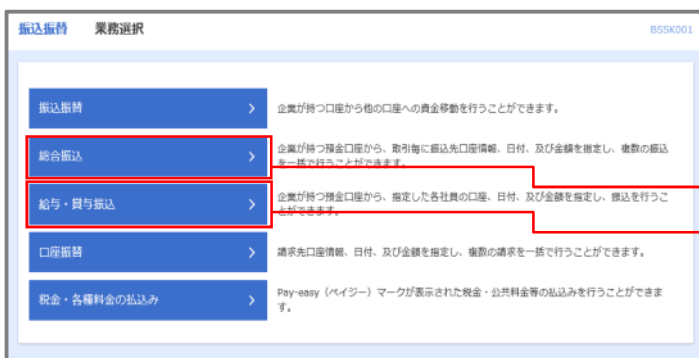 振込振替 業務選択 BSSK001
振込振替
企業が持つ口座から他の口座への資金移動を行うことができます。
総合振込
企業が持つ預金口座から、取引毎に振込先口座情報、日付、及び金額を指定し、複数の振込
を一括で行うことができます。
給与・賞与振込
企業が持つ預金口座から、指定した各社員の口座、日付、及び金額を指定し、振込を行うこ
とができます。
口座振替
請求先口座情報、日付、及び金額を指定し、複数の請求を一括で行うことができます。
税金・各種料金の払込み
Pay-easy（ペイジー）マークが表示された税金・公共料金等の払込みを行うことができま
す。